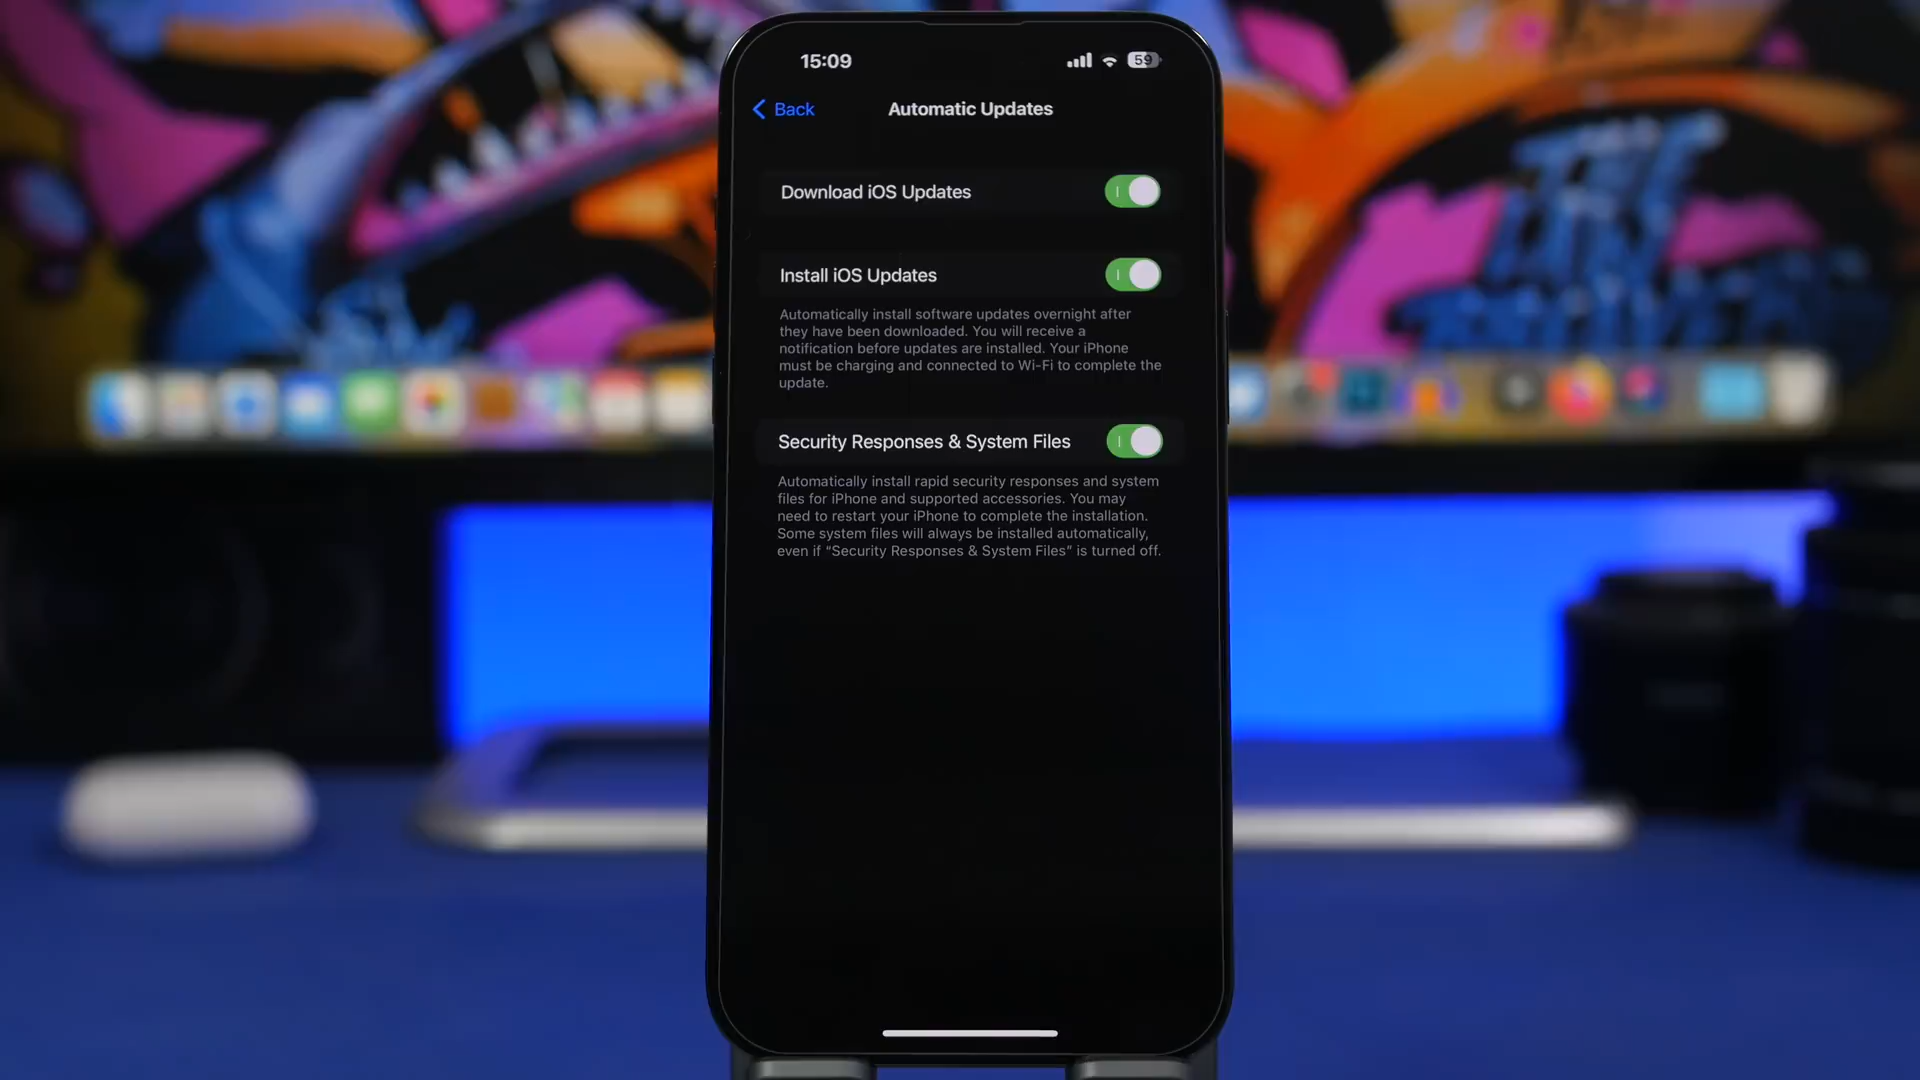 15:09
59
Back
Automatic Updates
Download iOS Updates
Install iOS Updates
Automatically install software updates overnight after
they have been downloaded. You will receive a
notification before updates are installed. Your iPhone
must be charging and connected to Wi-Fi to complete the
update.
Security Responses & System Files
Automatically install rapid security responses and system
files for iPhone and supported accessories. You may
need to restart your iPhone to complete the installation.
Some system files will always be installed automatically,
even if “Security Responses & System Files” is turned off.